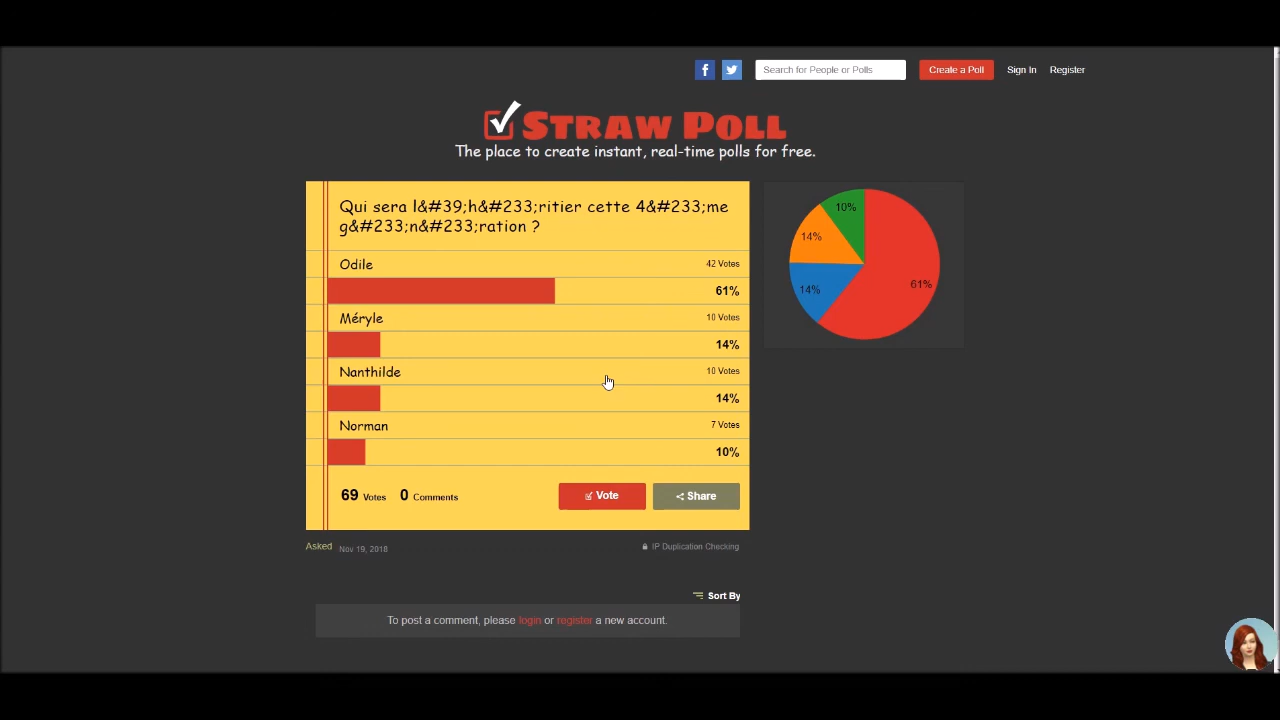 Search for People or Polls
Create a Poll
Sign In
Register
STRAW POLL
The place to create instant, real-time polls for free.
Qui sera l&#39;h&#233;ritier cette 4&#233;me
g&#233;n&#233;ration ?
Odile 42 Votes
61%
Méryle 10 Votes
14%
Nanthilde 10 Votes
14%
Norman 7 Votes
10%
69 Votes 0 Comments
Vote
Share
Asked Nov 19, 2018
IP Duplication Checking
10%
14%
14%
61%
Sort By
To post a comment, please login or register a new account.